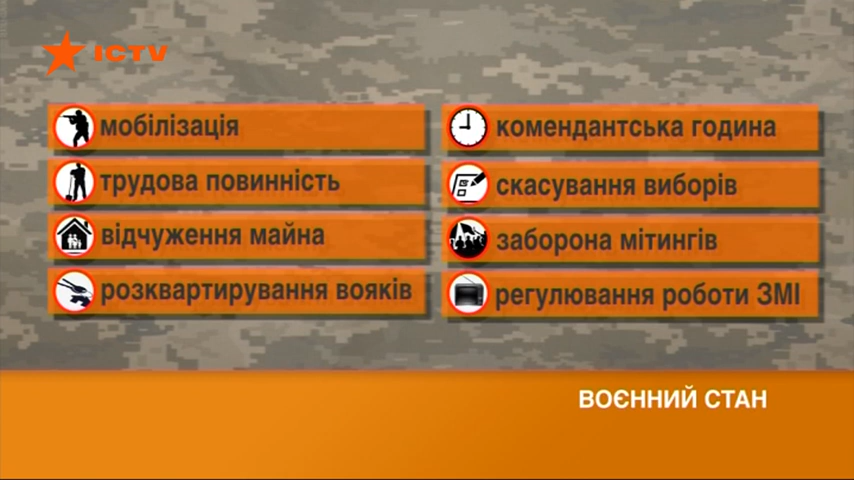 ICTV
мобілізація
трудова повинність
відчуження майна
розквартирування вояків
комендантська година
скасування виборів
заборона мітингів
регулювання роботи ЗМІ
ВОЄННИЙ СТАН